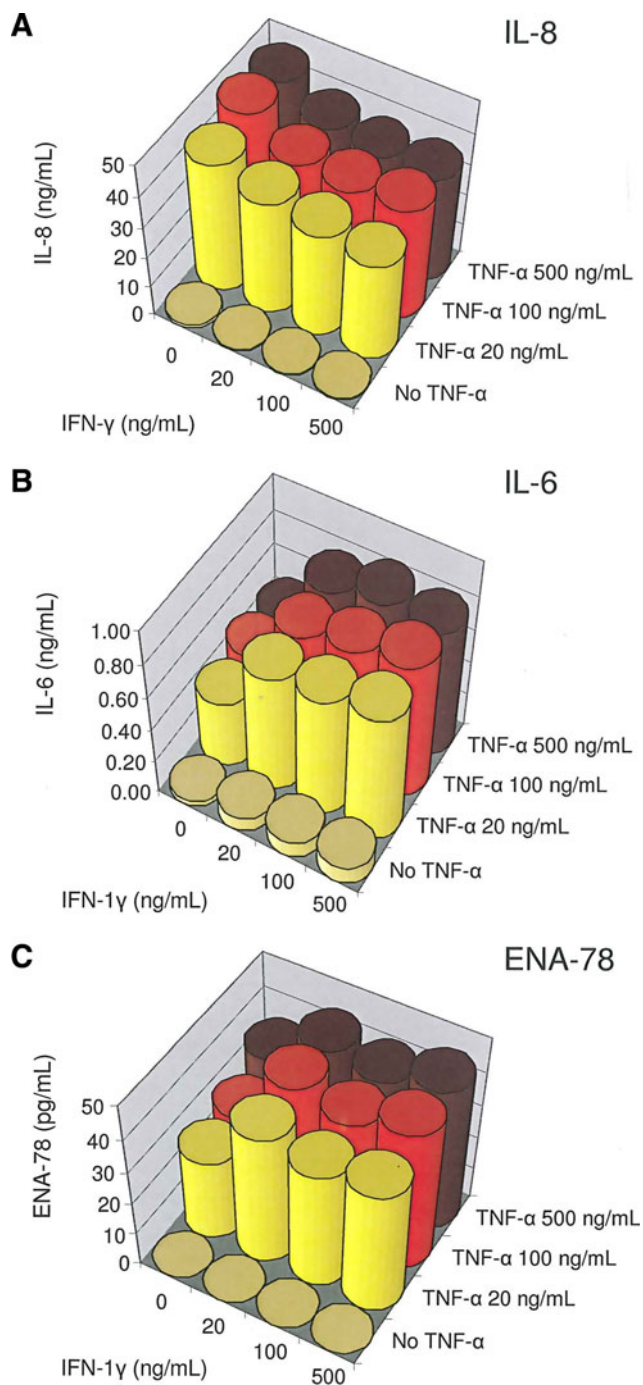 A
IL-8
IL-8 (ng/mL)
50
40
30
20
10
0
0
20
100
500
IFN-γ (ng/mL)
TNF-α 500 ng/mL
TNF-α 100 ng/mL
TNF-α 20 ng/mL
No TNF-α
B
IL-6
IL-6 (ng/mL)
1.00
0.80
0.60
0.40
0.20
0.00
0
20
100
500
IFN-1γ (ng/mL)
TNF-α 500 ng/mL
TNF-α 100 ng/mL
TNF-α 20 ng/mL
No TNF-α
C
ENA-78
ENA-78 (pg/mL)
50
40
30
20
10
0
0
20
100
500
IFN-1γ (ng/mL)
TNF-α 500 ng/mL
TNF-α 100 ng/mL
TNF-α 20 ng/mL
No TNF-α